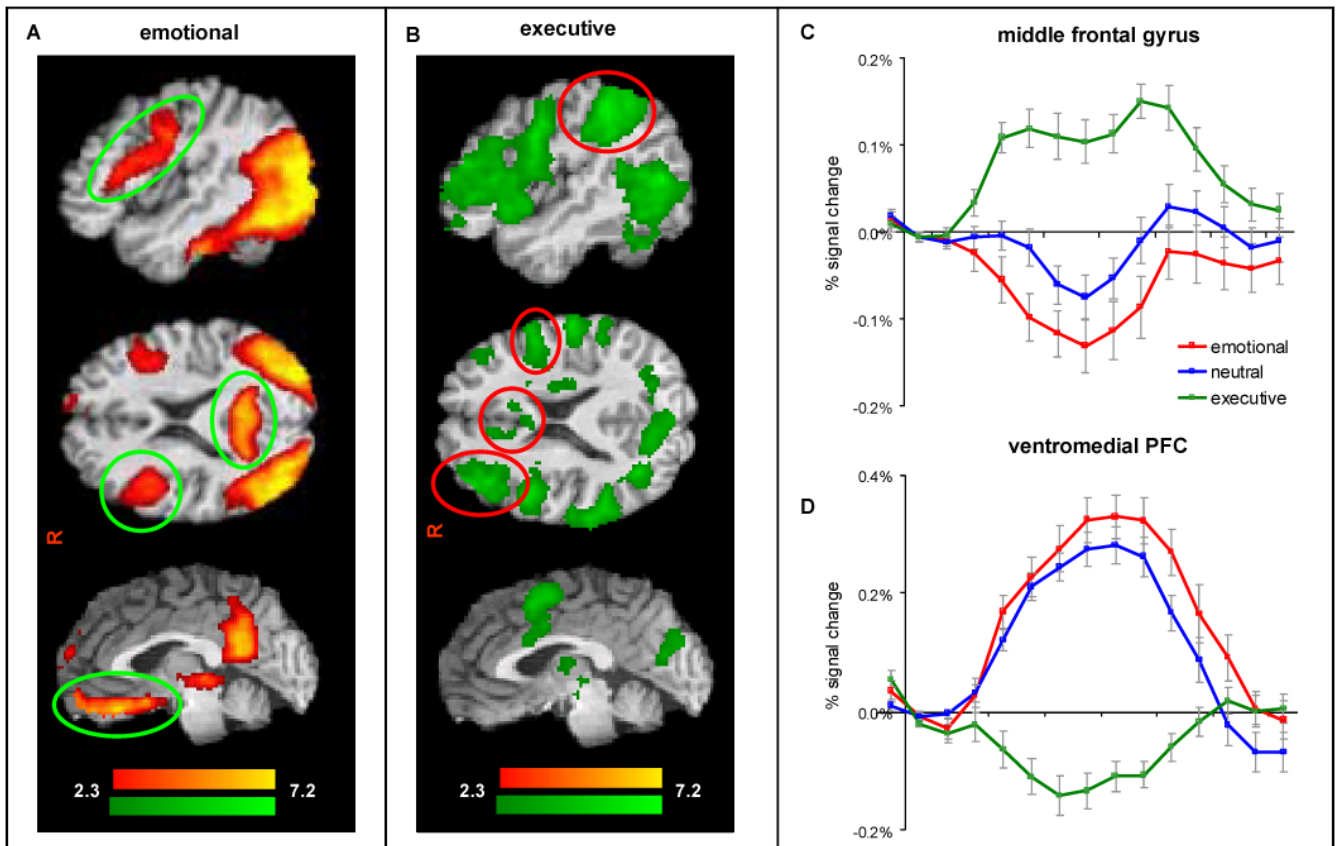 A
emotional
R
2.3
7.2
B
executive
R
2.3
7.2
C
middle frontal gyrus
0.2%
0.1%
0.0%
-0.1%
-0.2%
% signal change
emotional
neutral
executive
ventromedial PFC
D
0.4%
0.2%
0.0%
-0.2%
% signal change